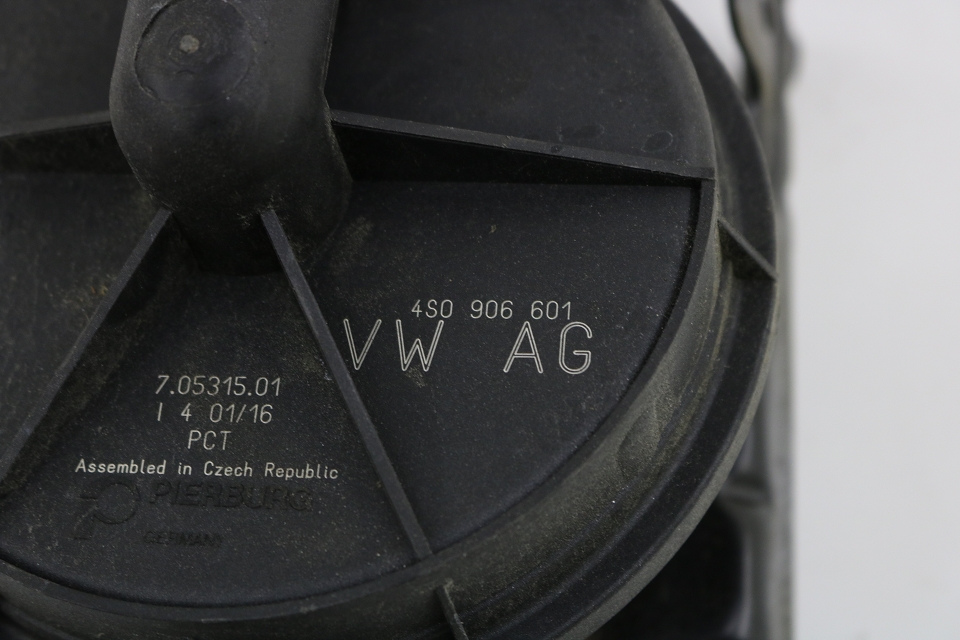 4S0 906 601
VW AG
7.05315.01
I 4 01/16
PCT
Assembled in Czech Republic
PIERBURG
GERMANY